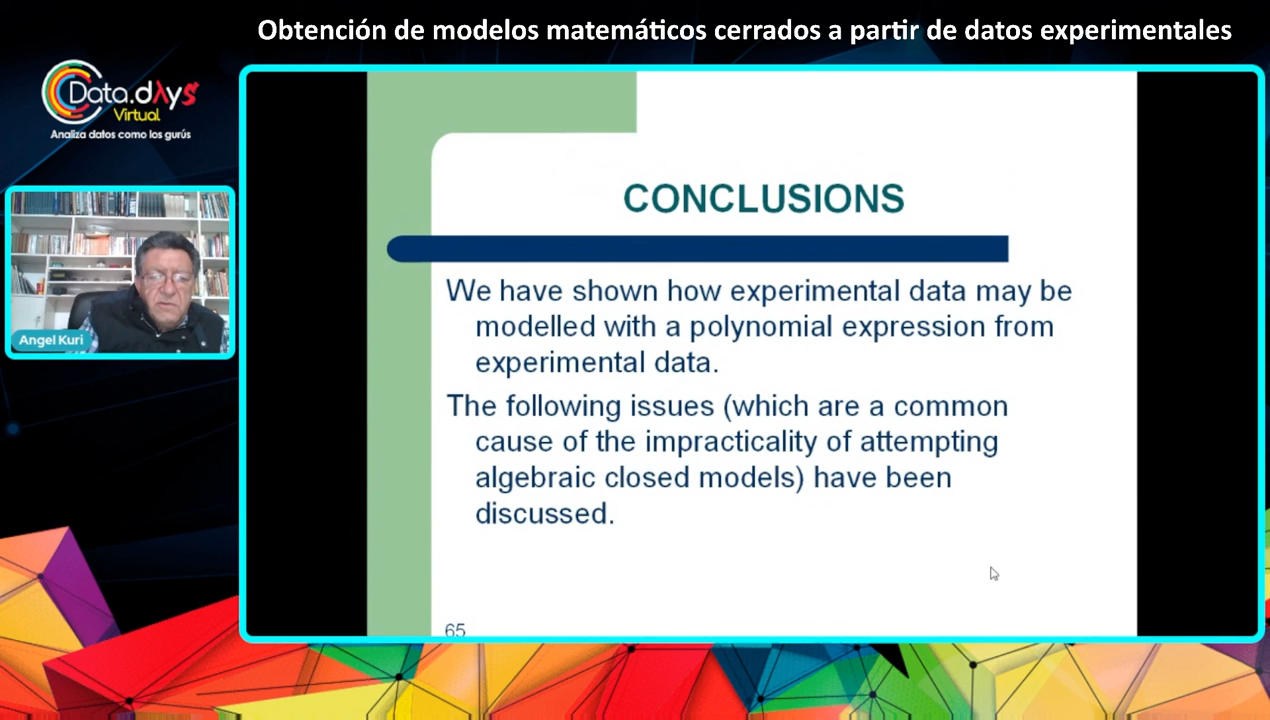 Obtención de modelos matemáticos cerrados a partir de datos experimentales
Data.dAys
Virtual
Analiza datos como los gurús
Angel Kuri
CONCLUSIONS
We have shown how experimental data may be
modelled with a polynomial expression from
experimental data.
The following issues (which are a common
cause of the impracticality of attempting
algebraic closed models) have been
discussed.
65